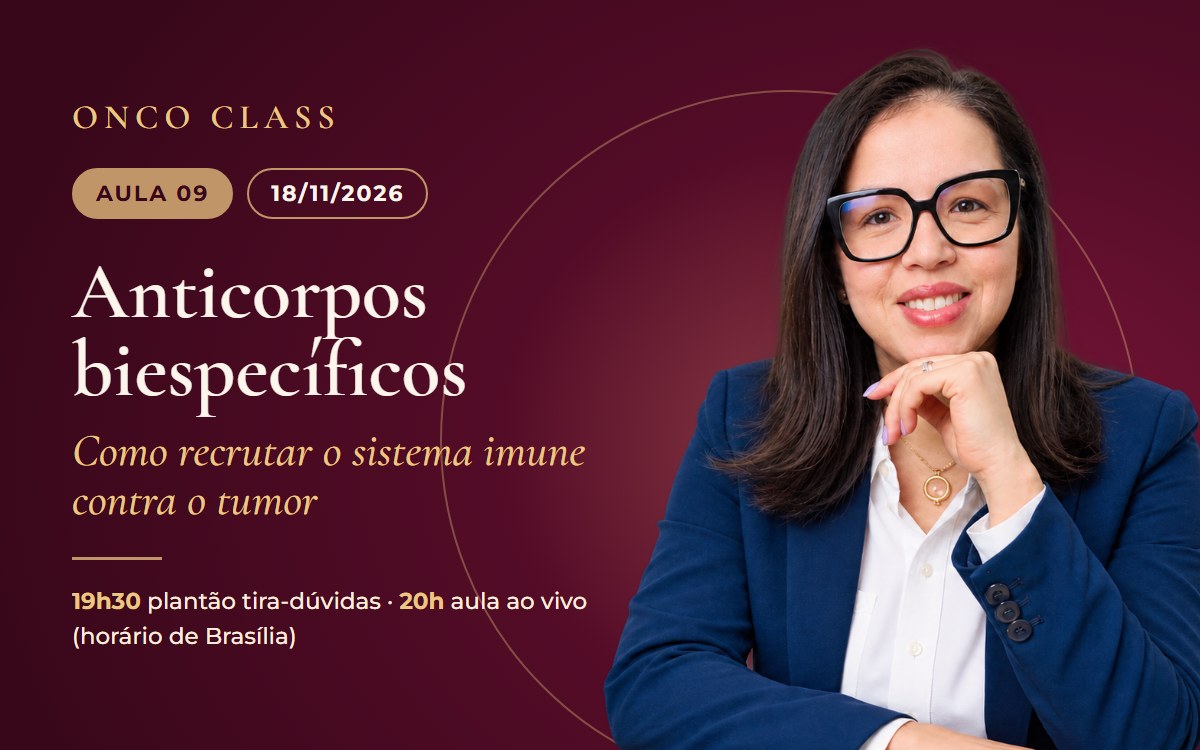 ONCO CLASS
AULA 09
18/11/2026
Anticorpos
biespecíficos
Como recrutar o sistema imune
contra o tumor
19h30 plantão tira-dúvidas · 20h aula ao vivo
(horário de Brasília)